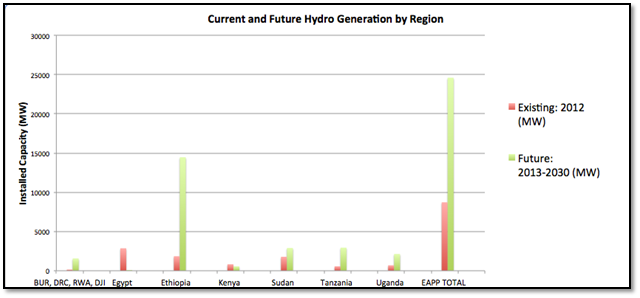 Current and Future Hydro Generation by Region
30000
25000
20000
15000
10000
5000
0
Installed Capacity (MW)
BUR, DRC, RWA, DJI Egypt Ethiopia Kenya Sudan Tanzania Uganda EAPP TOTAL
Existing: 2012
(MW)
Future:
2013-2030 (MW)